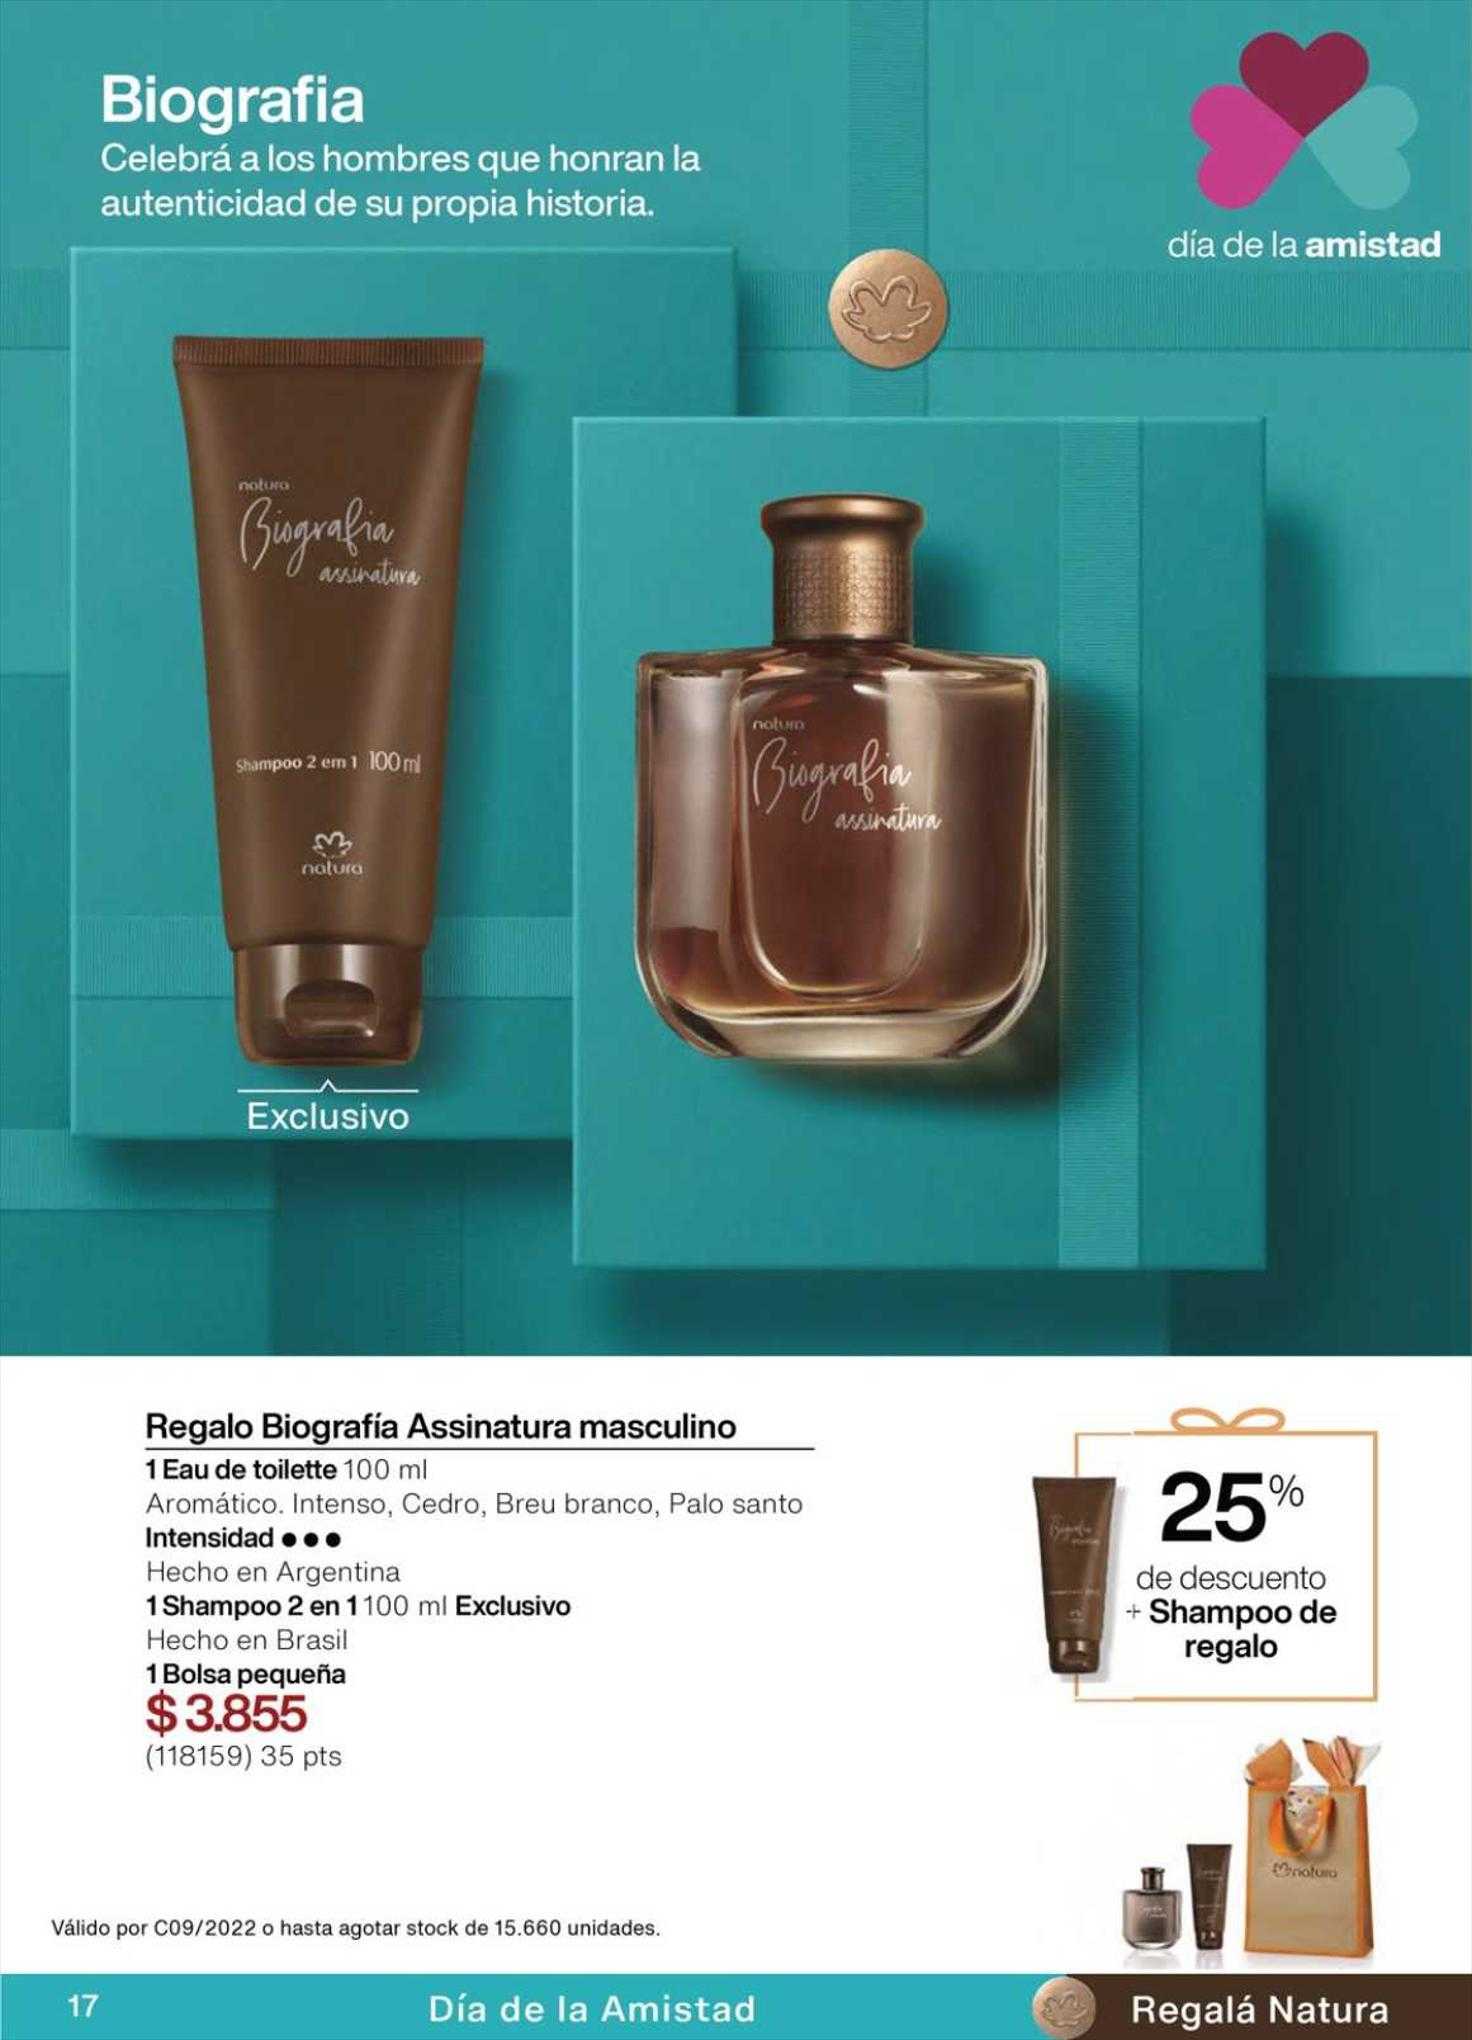 Biografia
Celebrá a los hombres que honran la
autenticidad de su propia historia.
día de la amistad
natura
Biografia
assinatura
Shampoo 2 em 1 100 ml
natura
Exclusivo
natura
Biografia
assinatura
Regalo Biografía Assinatura masculino
1 Eau de toilette 100 ml
Aromático. Intenso, Cedro, Breu branco, Palo santo
Intensidad ●●●
Hecho en Argentina
1 Shampoo 2 en 1 100 ml Exclusivo
Hecho en Brasil
1 Bolsa pequeña
$ 3.855
(118159) 35 pts
25%
de descuento
+ Shampoo de
regalo
Biografia
natura
Válido por C09/2022 o hasta agotar stock de 15.660 unidades.
17
Día de la Amistad
Regalá Natura